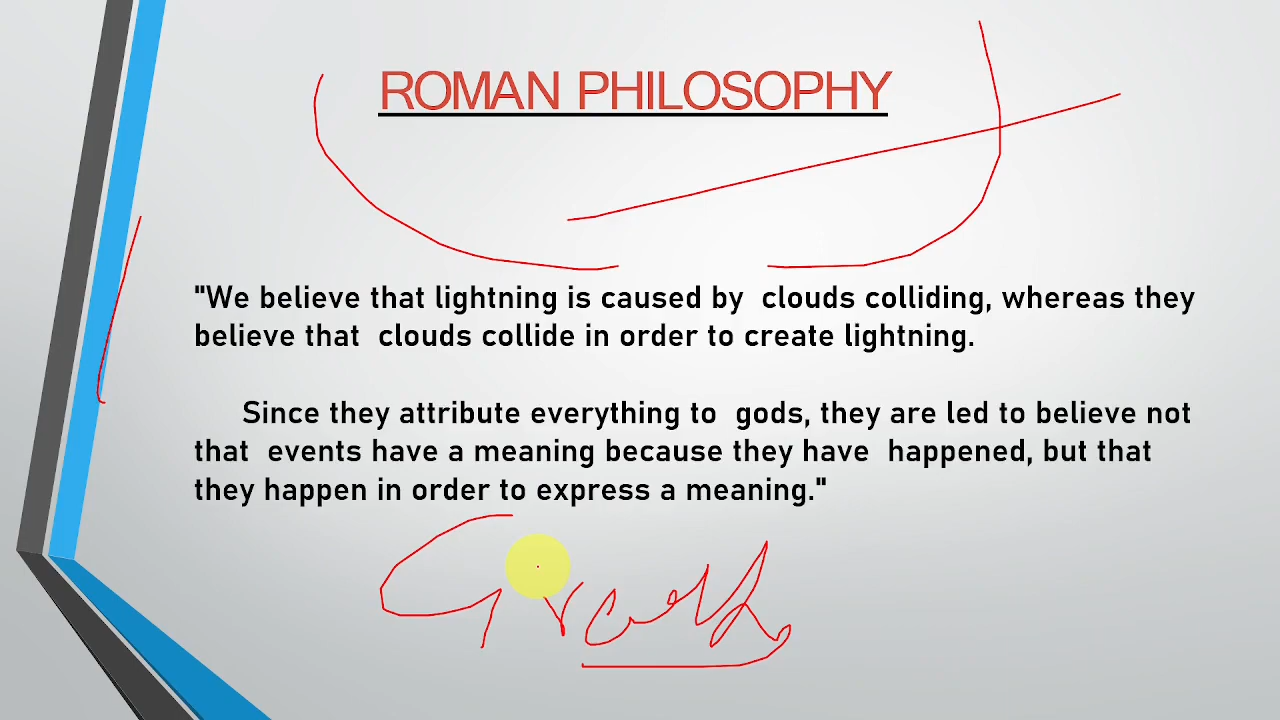 ROMAN PHILOSOPHY
"We believe that lightning is caused by clouds colliding, whereas they
believe that clouds collide in order to create lightning.
Since they attribute everything to gods, they are led to believe not
that events have a meaning because they have happened, but that
they happen in order to express a meaning."